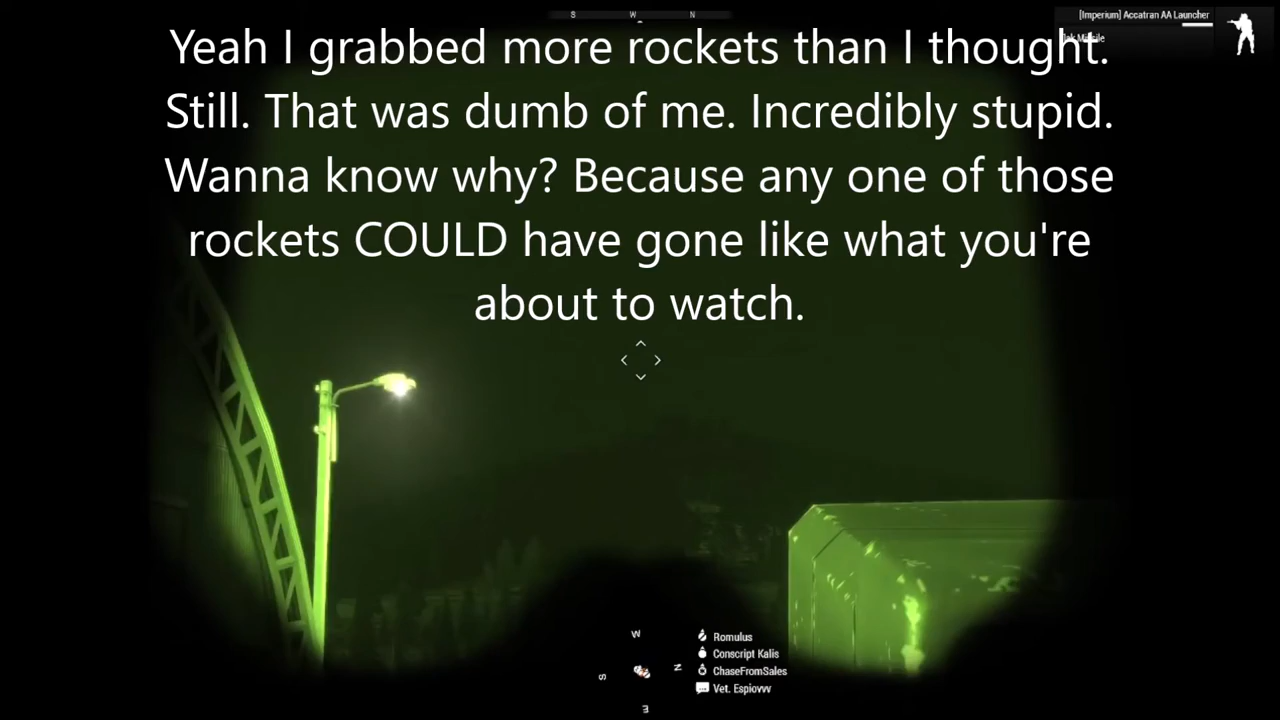 S W N
[Imperium] Accatran AA Launcher
Yeah I grabbed more rockets than I thought.
Still. That was dumb of me. Incredibly stupid.
Wanna know why? Because any one of those
rockets COULD have gone like what you're
about to watch.
W
S N
E
Romulus
Conscript Kalis
ChaseFromSales
Vet. Espiovvv